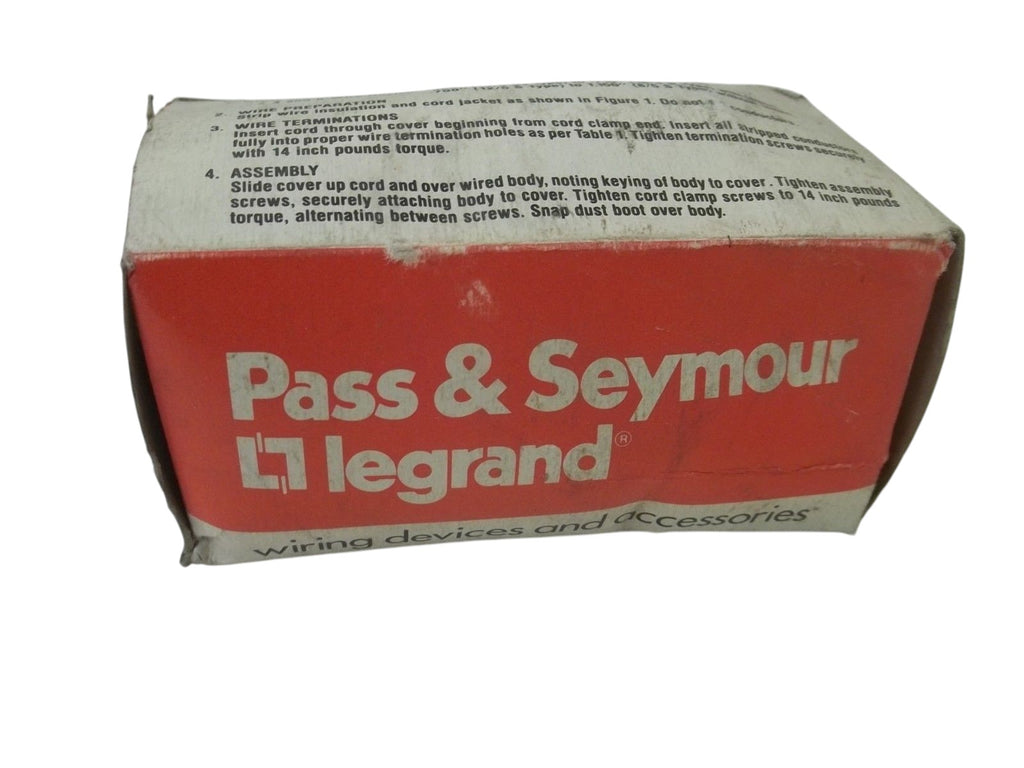 2. WIRE PREPARATION
Strip wire insulation and cord jacket as shown in Figure 1. Do not
3. WIRE TERMINATIONS
Insert cord through cover beginning from cord clamp end. Insert all stripped conductors
fully into proper wire termination holes as per Table 1. Tighten termination screws securely
with 14 inch pounds torque.
4. ASSEMBLY
Slide cover up cord and over wired body, noting keying of body to cover. Tighten assembly
screws, securely attaching body to cover. Tighten cord clamp screws to 14 inch pounds
torque, alternating between screws. Snap dust boot over body.
Pass & Seymour
legrand®
wiring devices and accessories